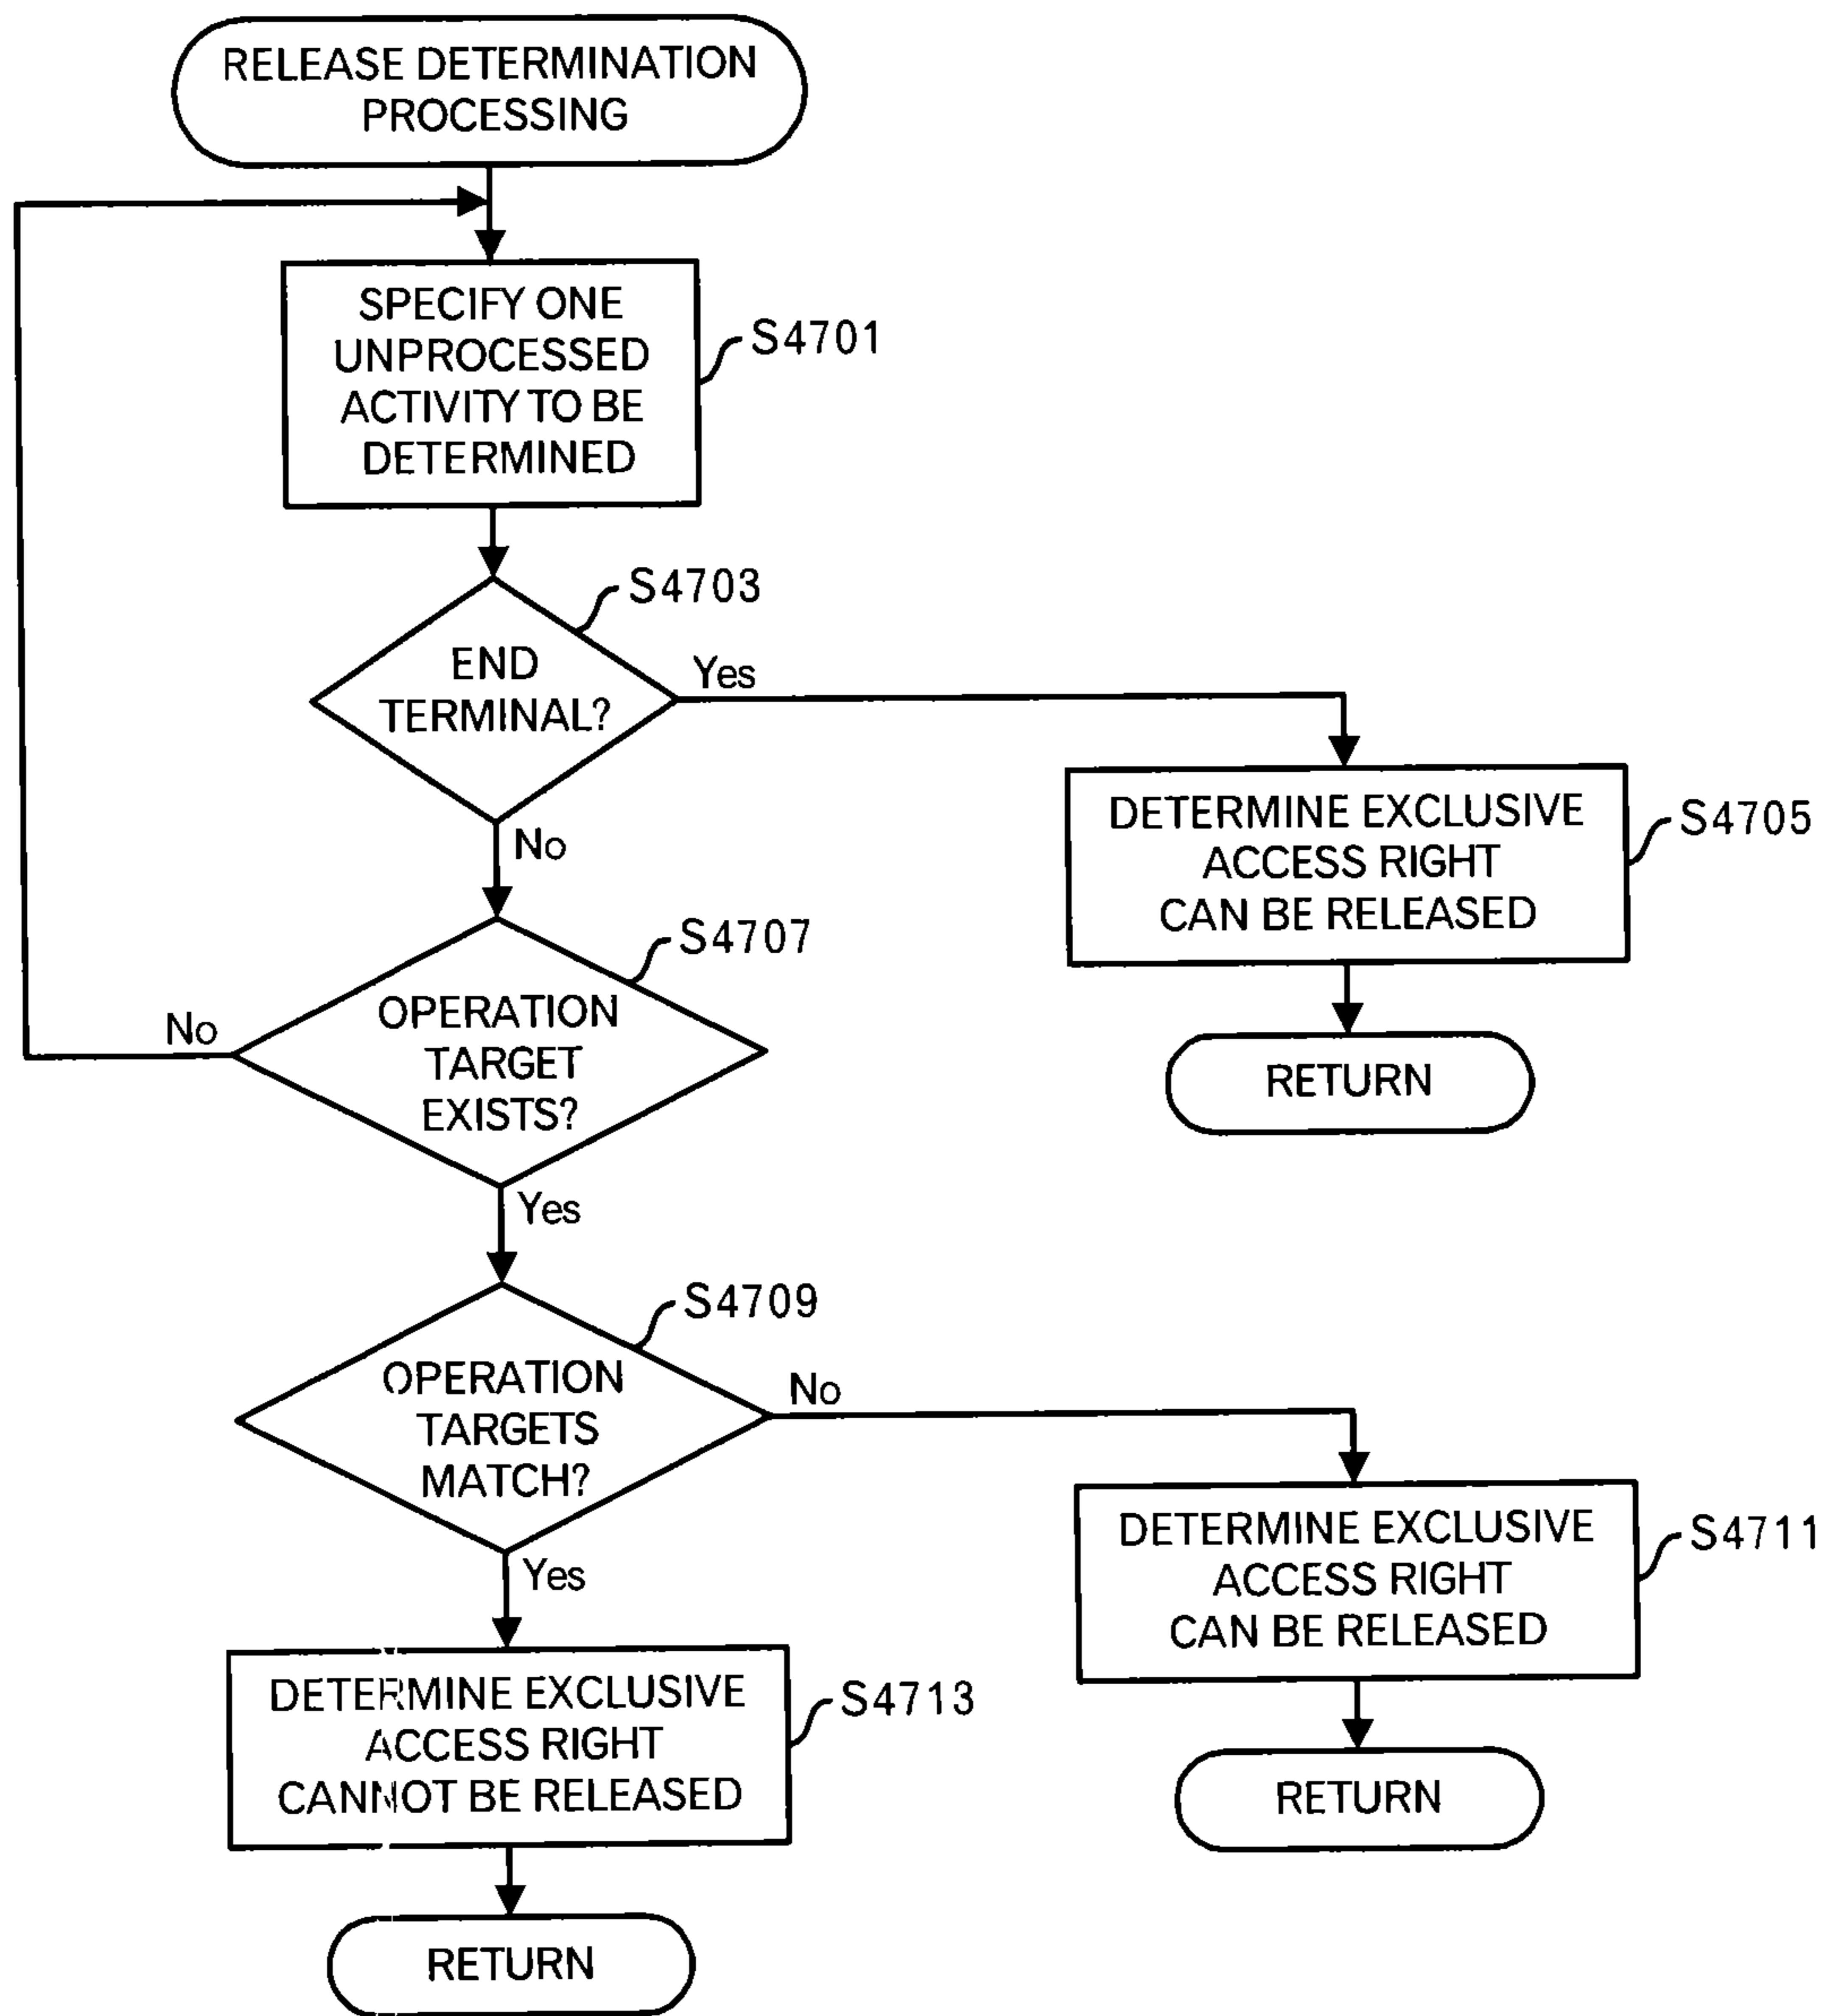 RELEASE DETERMINATION
PROCESSING
SPECIFY ONE
UNPROCESSED
ACTIVITY TO BE
DETERMINED
S4701
END
TERMINAL?
S4703
Yes
No
DETERMINE EXCLUSIVE
ACCESS RIGHT
CAN BE RELEASED
S4705
RETURN
OPERATION
TARGET
EXISTS?
S4707
No
Yes
OPERATION
TARGETS
MATCH?
S4709
No
Yes
DETERMINE EXCLUSIVE
ACCESS RIGHT
CAN BE RELEASED
S4711
RETURN
DETERMINE EXCLUSIVE
ACCESS RIGHT
CANNOT BE RELEASED
S4713
RETURN